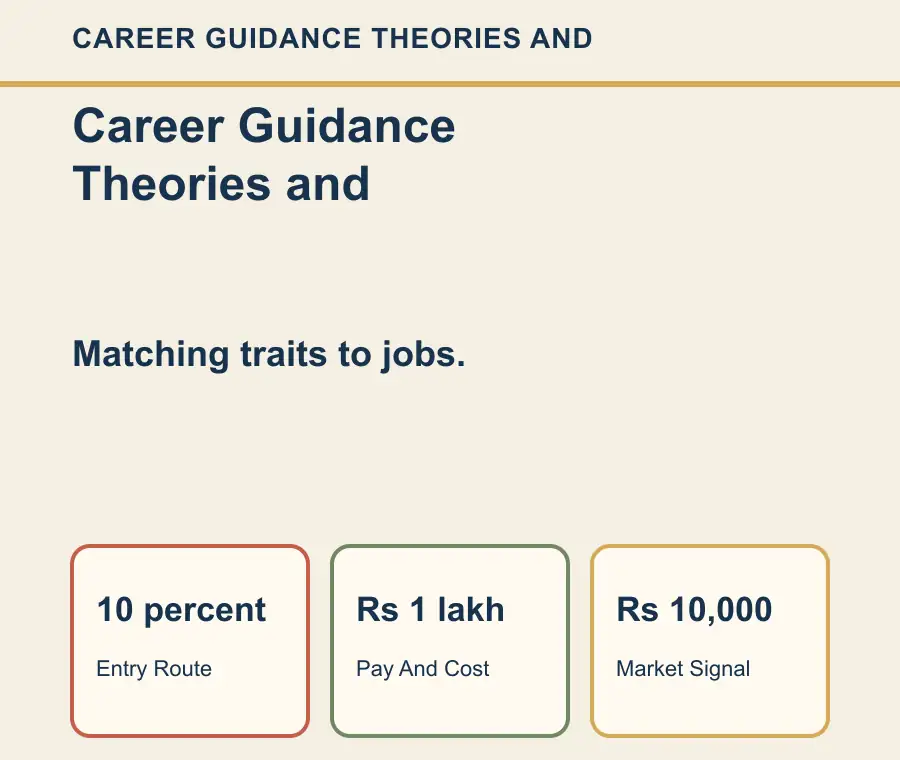 CAREER GUIDANCE THEORIES AND
Career Guidance
Theories and
Matching traits to jobs.
10 percent
Entry Route
Rs 1 lakh
Pay And Cost
Rs 10,000
Market Signal